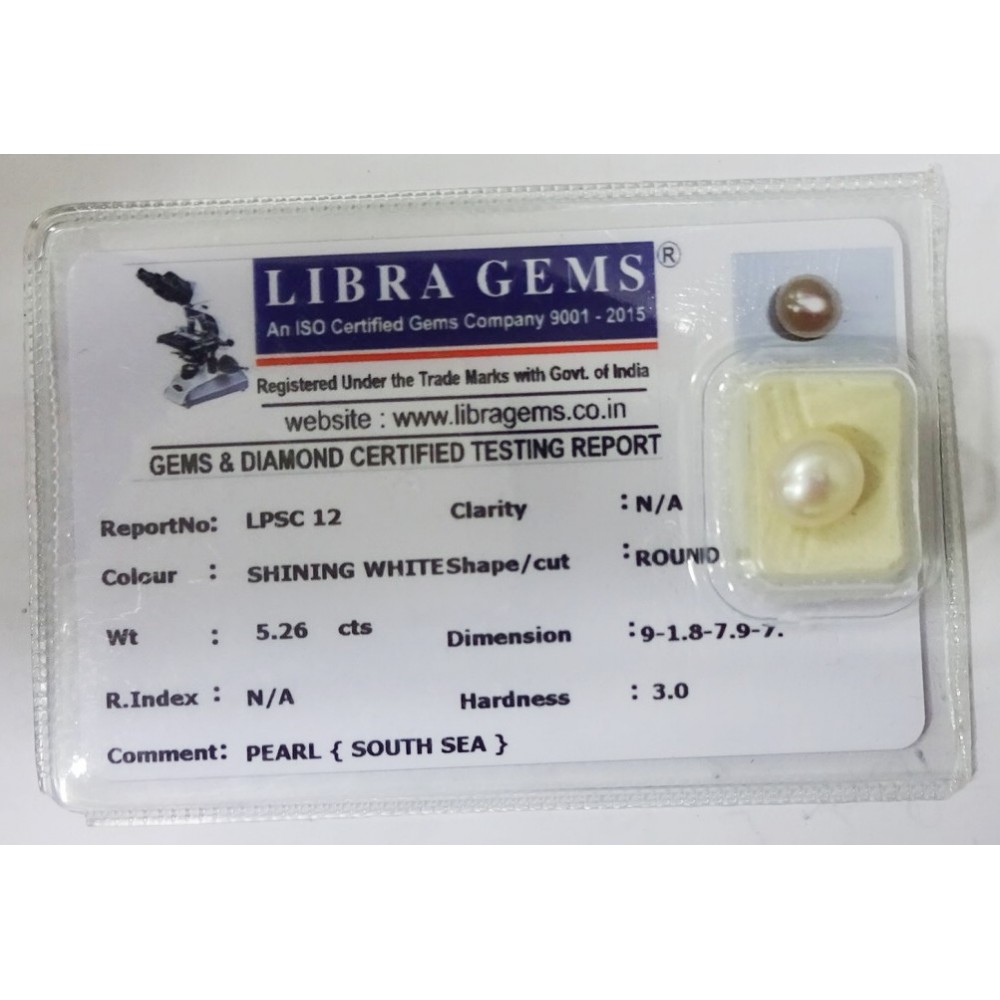 LIBRA GEMS ®
An ISO Certified Gems Company 9001 - 2015
Registered Under the Trade Marks with Govt. of India
website : www.libragems.co.in
GEMS & DIAMOND CERTIFIED TESTING REPORT
ReportNo: LPSC 12 Clarity : N/A
Colour : SHINING WHITE Shape/cut : ROUND
Wt : 5.26 cts Dimension : 9-1.8-7.9-7.
R.Index : N/A Hardness : 3.0
Comment: PEARL { SOUTH SEA }